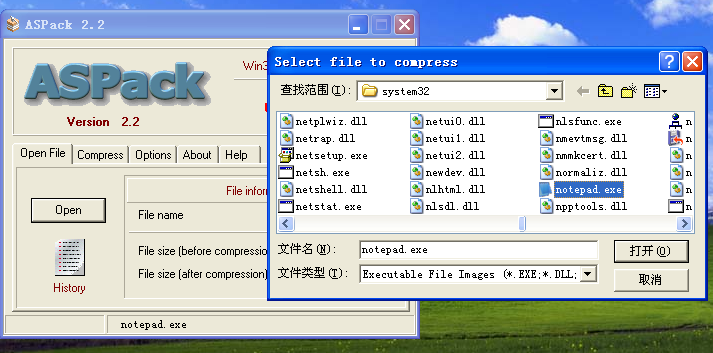 ASPack 2.2
Win3
ASPack
Version 2.2
Open File
Compress
Options
About
Help
File inform
Open
File name
File size (before compression
File size (after compression)
History
notepad.exe
Select file to compress
查找范围(I):
system32
netplwiz.dll
netui0.dll
nlsfunc.exe
n
netrap.dll
netui1.dll
nmevtmsg.dll
n
netsetup.exe
netui2.dll
nmmkcert.dll
n
netsh.exe
newdev.dll
normaliz.dll
n
netshell.dll
nlhtml.dll
notepad.exe
n
netstat.exe
nlsdl.dll
npptools.dll
n
文件名(N):
notepad.exe
打开(O)
文件类型(T):
Executable File Images (*.EXE;*.DLL;
取消